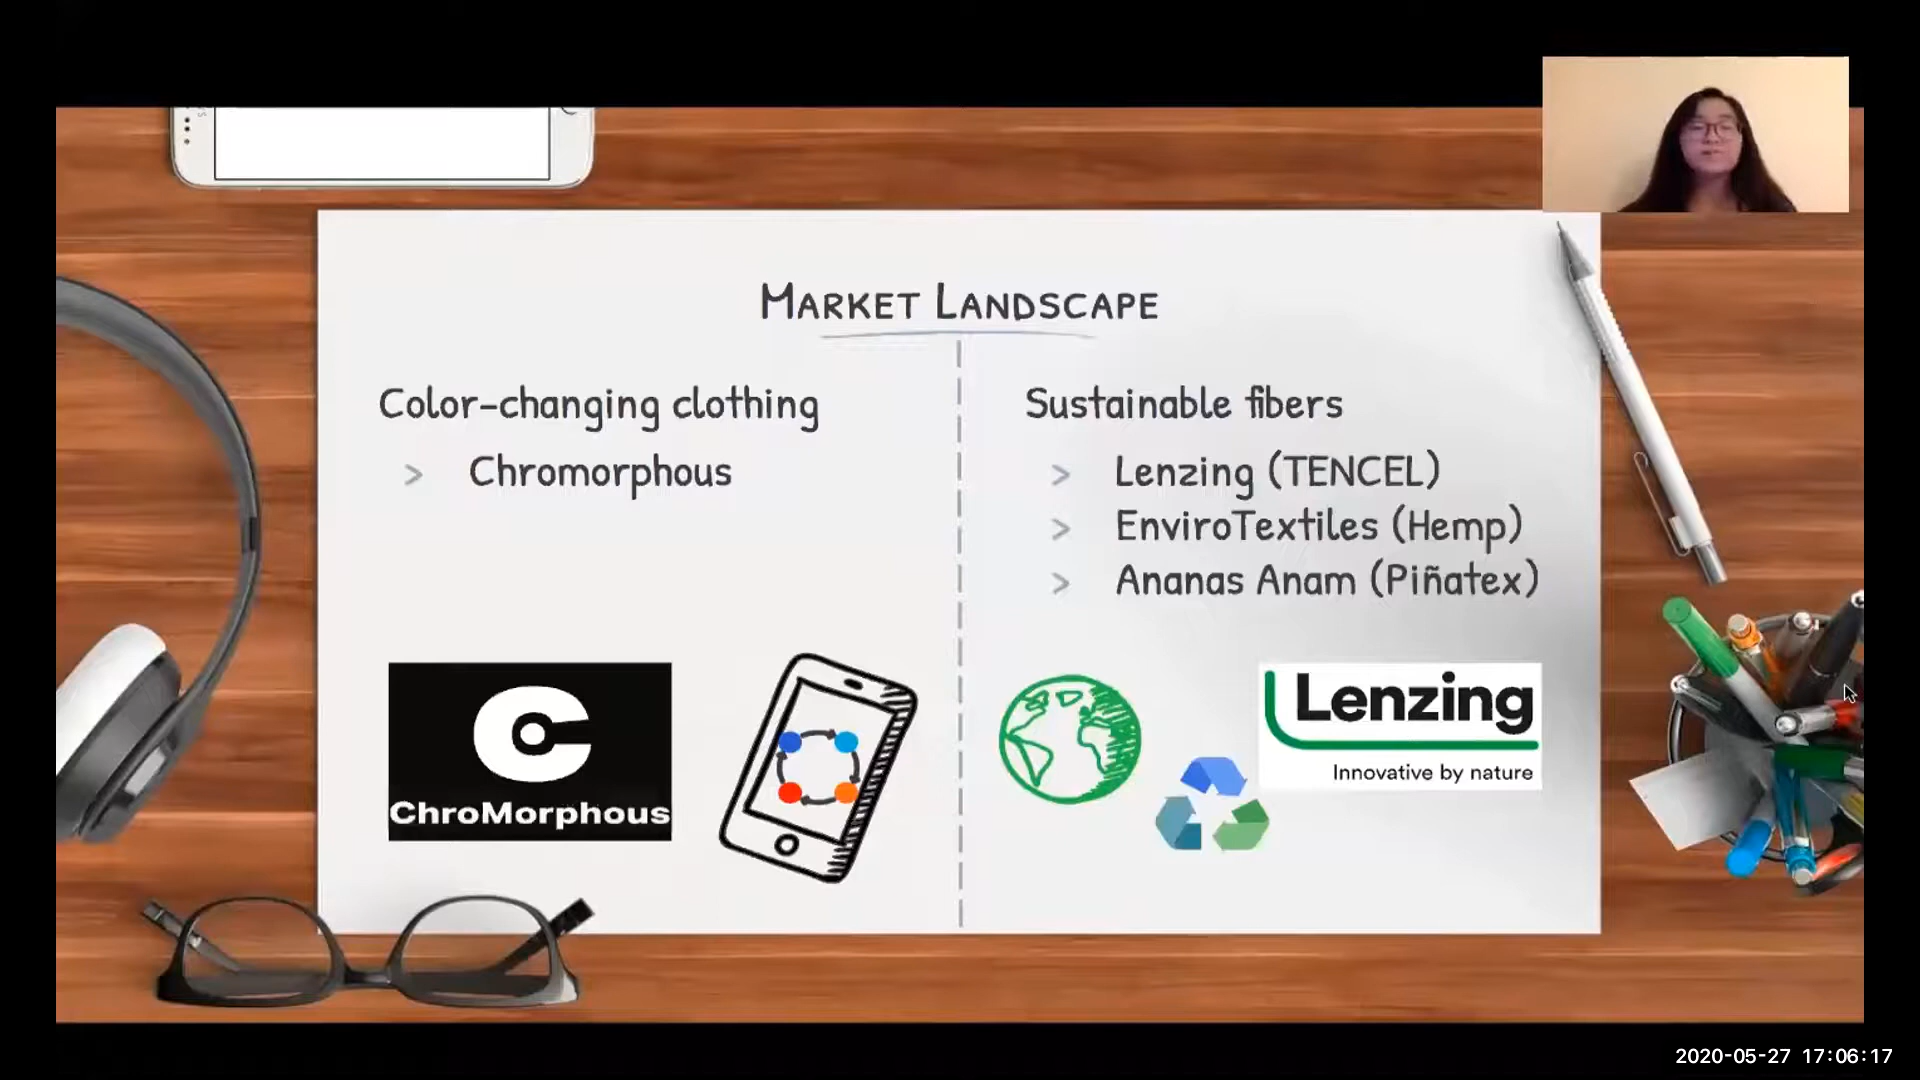 Market Landscape
Color-changing clothing
> Chromorphous
Sustainable fibers
> Lenzing (TENCEL)
> EnviroTextiles (Hemp)
> Ananas Anam (Piñatex)
C
ChroMorphous
Lenzing
Innovative by nature
2020-05-27 17:06:17